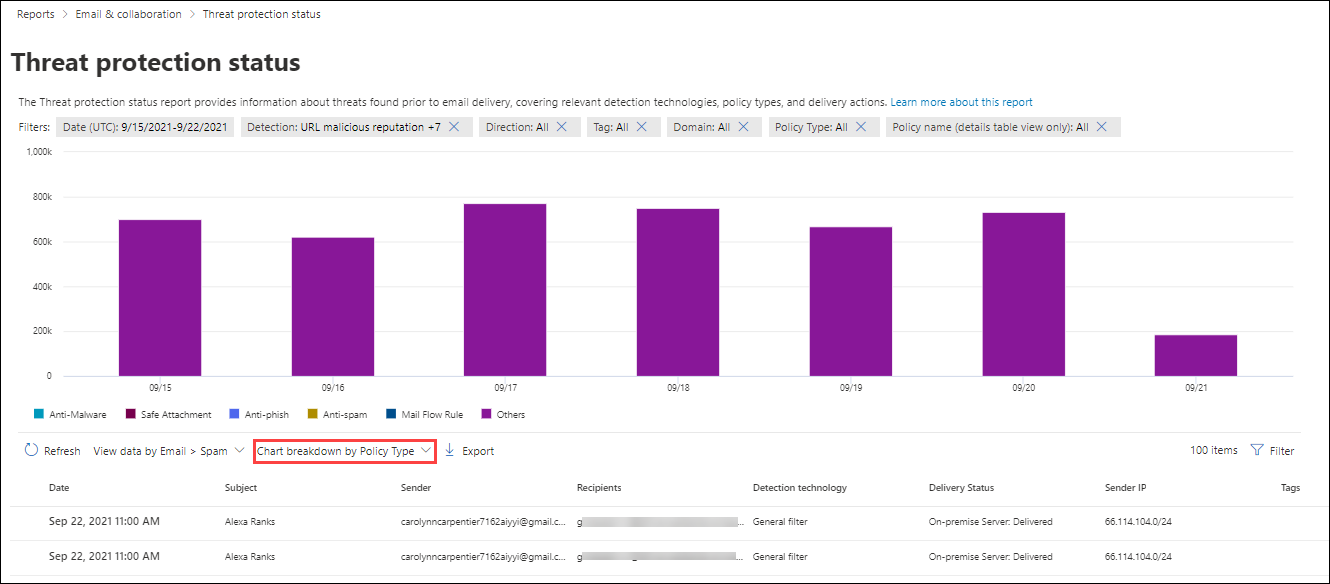 Reports > Email & collaboration > Threat protection status
Threat protection status
The Threat protection status report provides information about threats found prior to email delivery, covering relevant detection technologies, policy types, and delivery actions. Learn more about this report
Filters: Date (UTC): 9/15/2021-9/22/2021 Detection: URL malicious reputation +7 Direction: All Tag: All Domain: All Policy Type: All Policy name (details table view only): All
1,000k
800k
600k
400k
200k
0
09/15 09/16 09/17 09/18 09/19 09/20 09/21
Anti-Malware Safe Attachment Anti-phish Anti-spam Mail Flow Rule Others
Refresh View data by Email > Spam Chart breakdown by Policy Type Export 100 items Filter
Date Subject Sender Recipients Detection technology Delivery Status Sender IP Tags
Sep 22, 2021 11:00 AM Alexa Ranks carolynncarpentier7162aiyyi@gmail.c... g ... General filter On-premise Server: Delivered 66.114.104.0/24
Sep 22, 2021 11:00 AM Alexa Ranks carolynncarpentier7162aiyyi@gmail.c... g ... General filter On-premise Server: Delivered 66.114.104.0/24